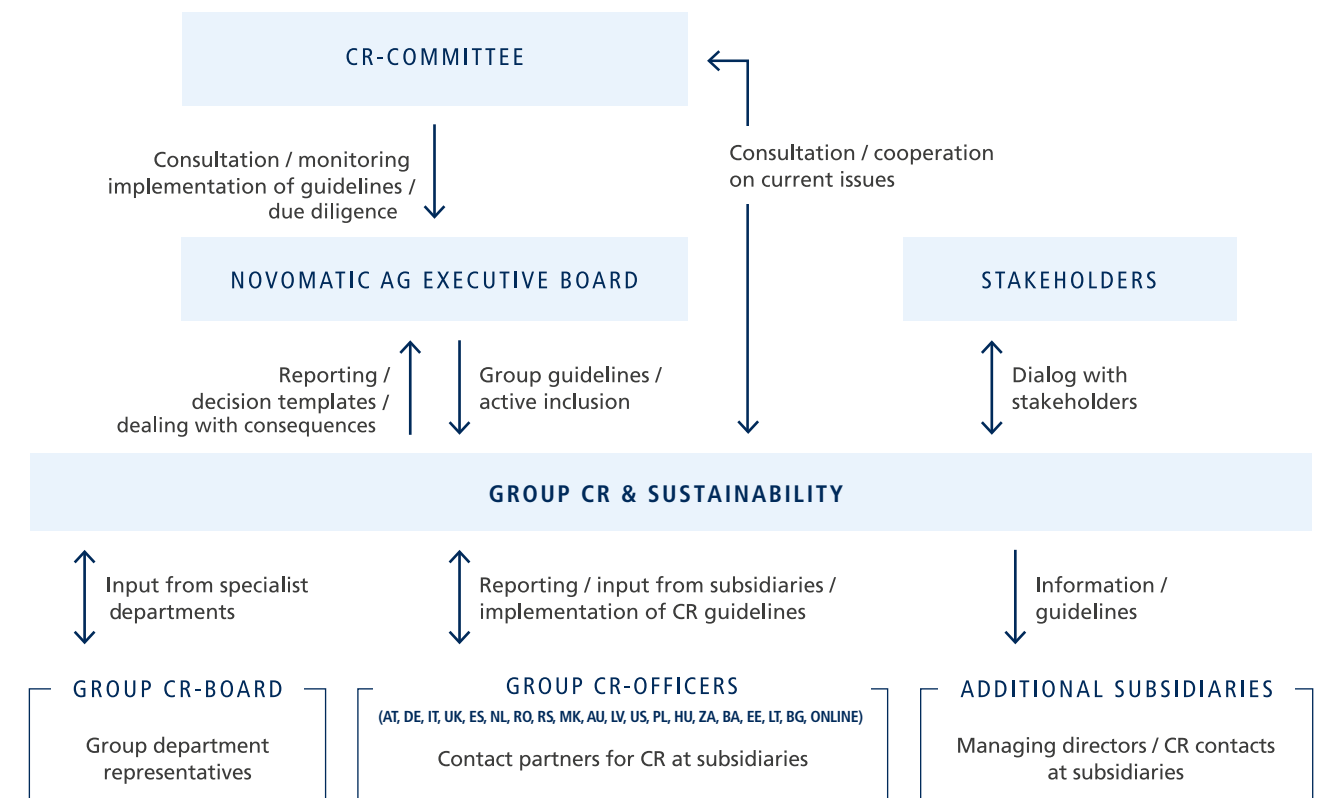 CR-COMMITTEE
Consultation / monitoring
implementation of guidelines /
due diligence
Consultation / cooperation
on current issues
NOVOMATIC AG EXECUTIVE BOARD
STAKEHOLDERS
Reporting /
decision templates /
dealing with consequences
Group guidelines /
active inclusion
Dialog with
stakeholders
GROUP CR & SUSTAINABILITY
Input from specialist
departments
Reporting / input from subsidiaries /
implementation of CR guidelines
Information /
guidelines
GROUP CR-BOARD
Group department
representatives
GROUP CR-OFFICERS
(AT, DE, IT, UK, ES, NL, RO, RS, MK, AU, LV, US, PL, HU, ZA, BA, EE, LT, BG, ONLINE)
Contact partners for CR at subsidiaries
ADDITIONAL SUBSIDIARIES
Managing directors / CR contacts
at subsidiaries